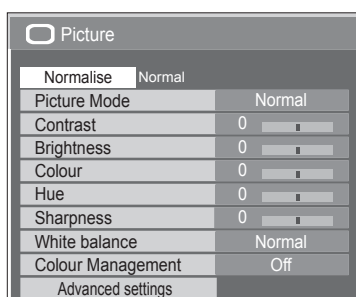 Picture
Normalise Normal
Picture Mode Normal
Contrast 0
Brightness 0
Colour 0
Hue 0
Sharpness 0
White balance Normal
Colour Management Off
Advanced settings